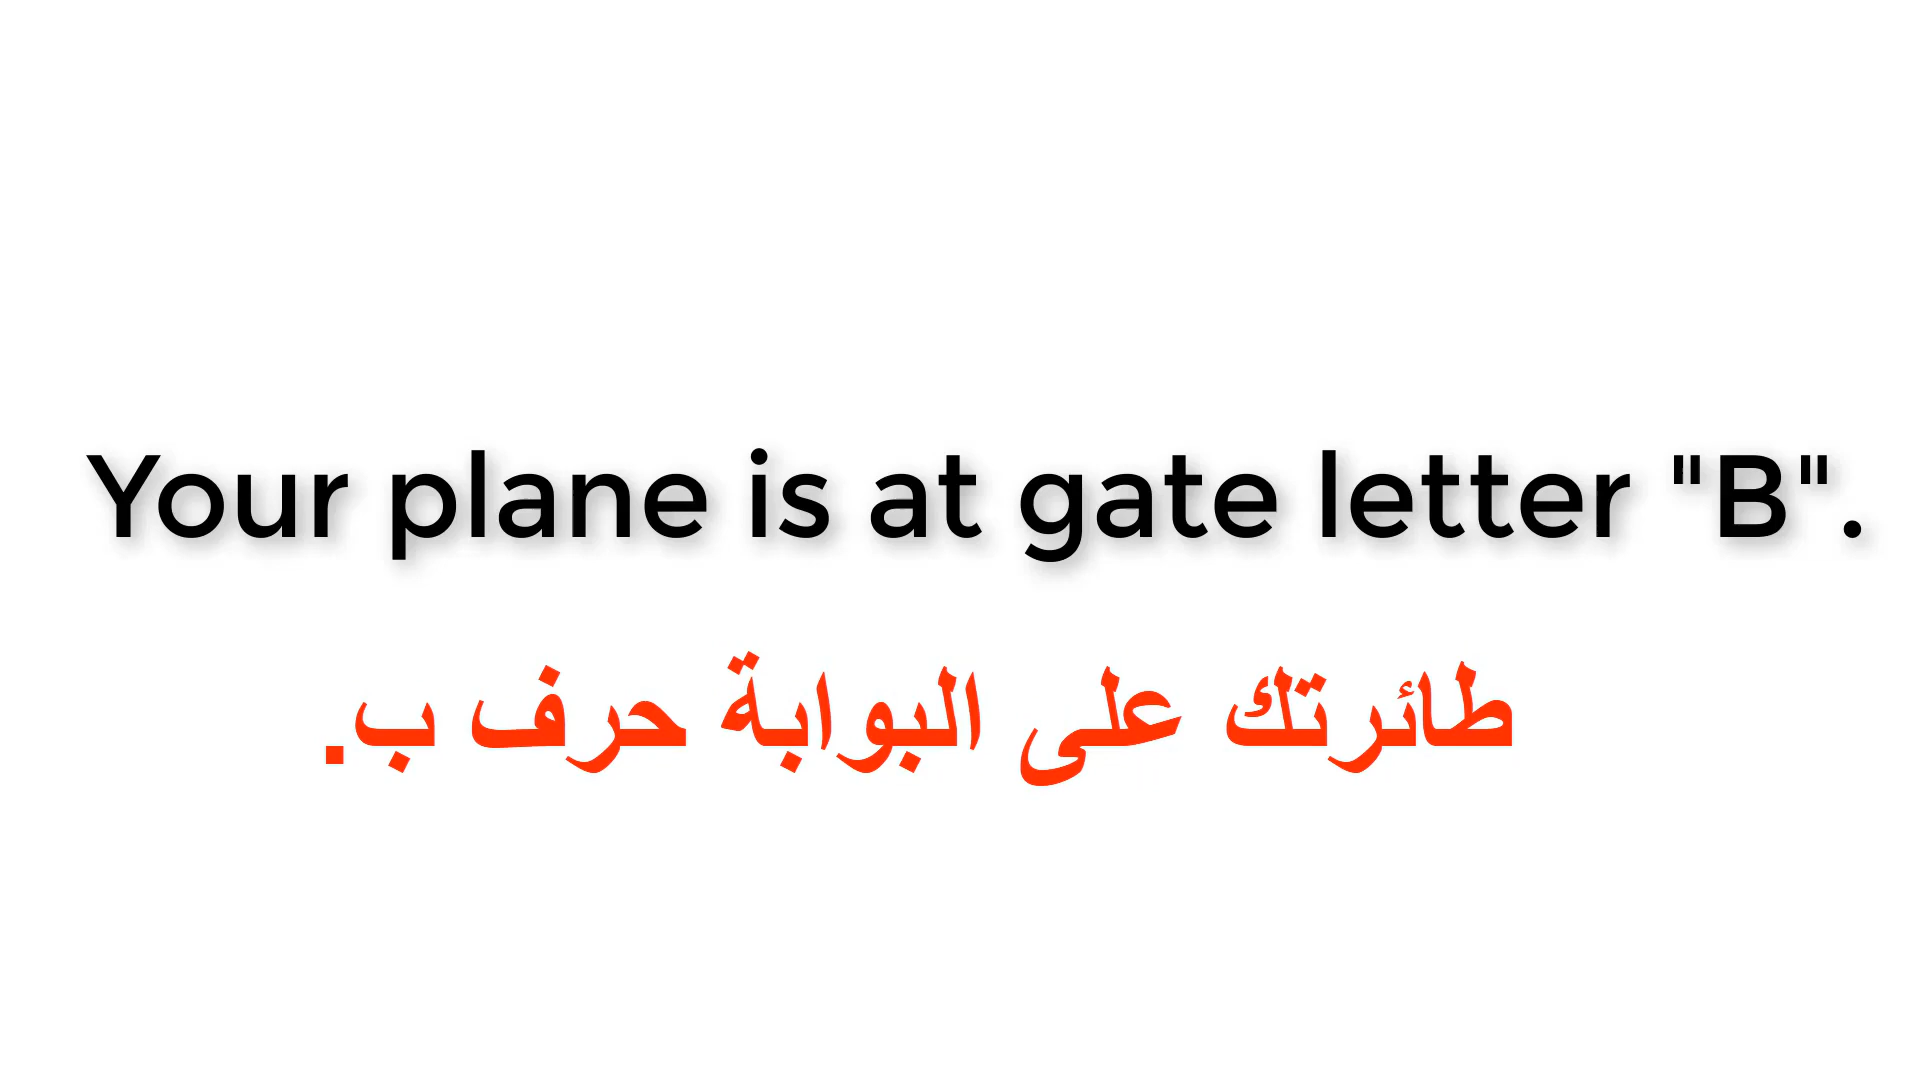 Your plane is at gate letter "B".
طائرتك على البوابة حرف ب.